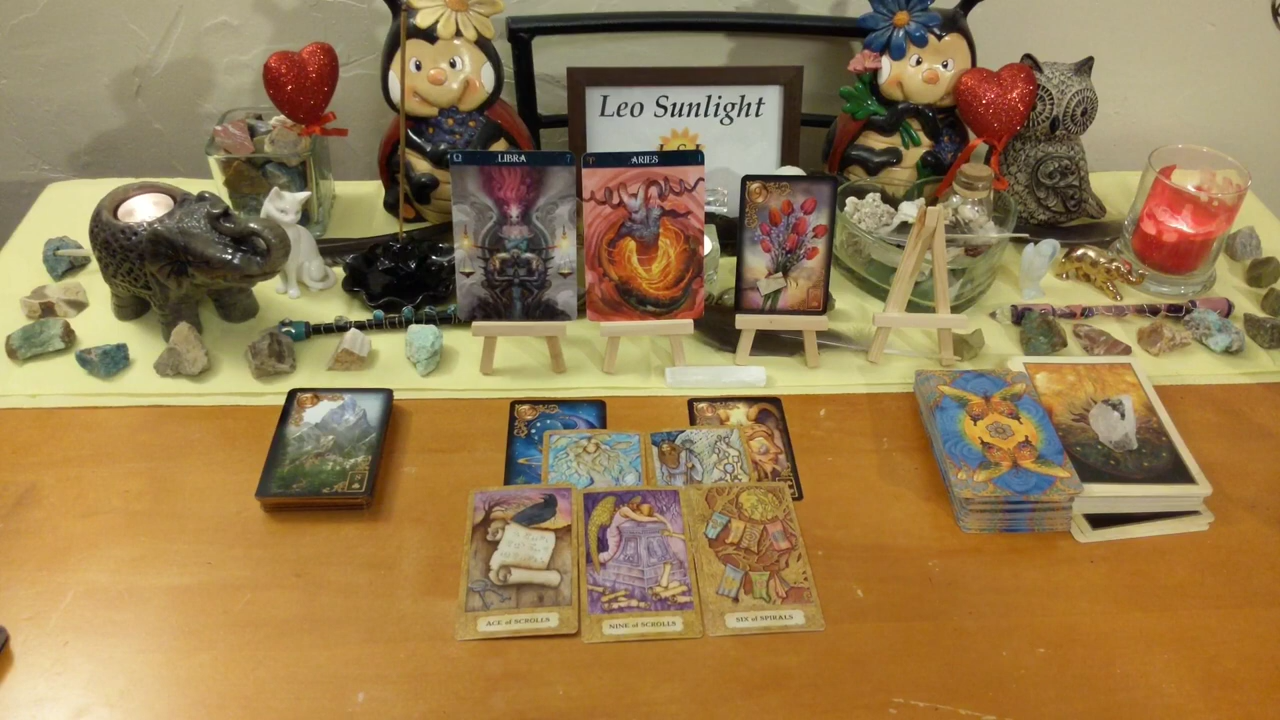 Leo Sunlight
LIBRA
ARIES
ACE of SCROLLS
NINE of SCROLLS
SIX of SPIRALS